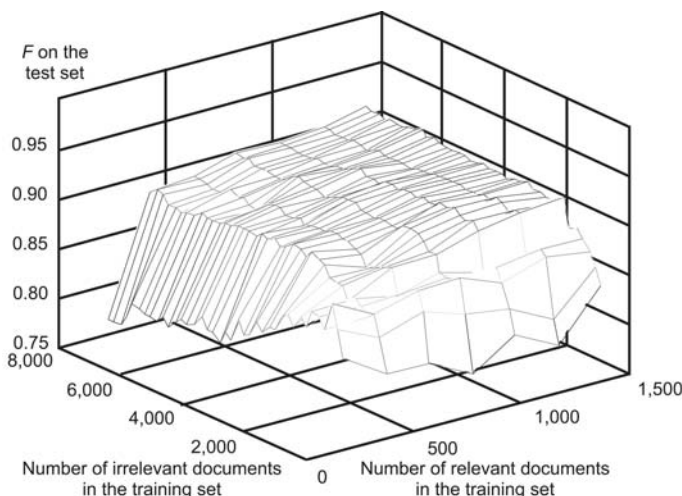 F on the
test set
0.95
0.90
0.85
0.80
0.75
8,000
6,000
4,000
2,000
0
500
1,000
1,500
Number of irrelevant documents
in the training set
Number of relevant documents
in the training set